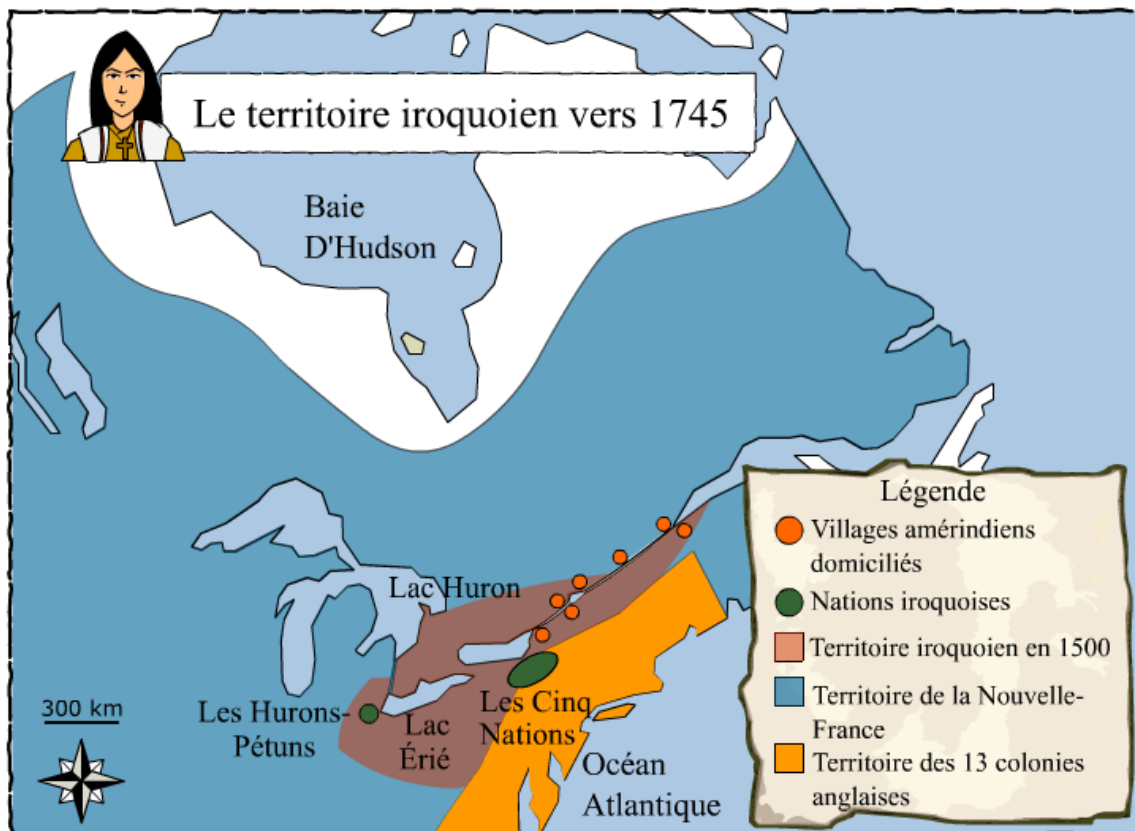 Le territoire iroquoien vers 1745
Baie
D'Hudson
Lac Huron
Les Hurons-
Pétuns
Lac
Érié
Les Cinq
Nations
Océan
Atlantique
300 km
Légende
Villages amérindiens
domiciliés
Nations iroquoises
Territoire iroquoien en 1500
Territoire de la Nouvelle-
France
Territoire des 13 colonies
anglaises